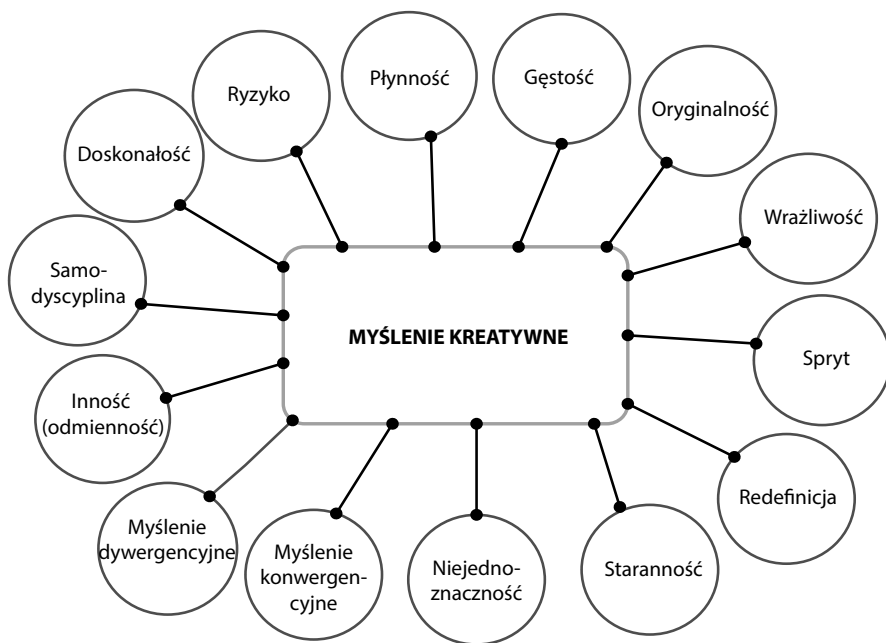 Płynność
Gęstość
Ryzyko
Oryginalność
Doskonałość
Wrażliwość
Samo-
dyscyplina
MYŚLENIE KREATYWNE
Spryt
Inność
(odmienność)
Redefinicja
Myślenie
dywergencyjne
Myślenie
konwergen-
cyjne
Niejedno-
znaczność
Staranność